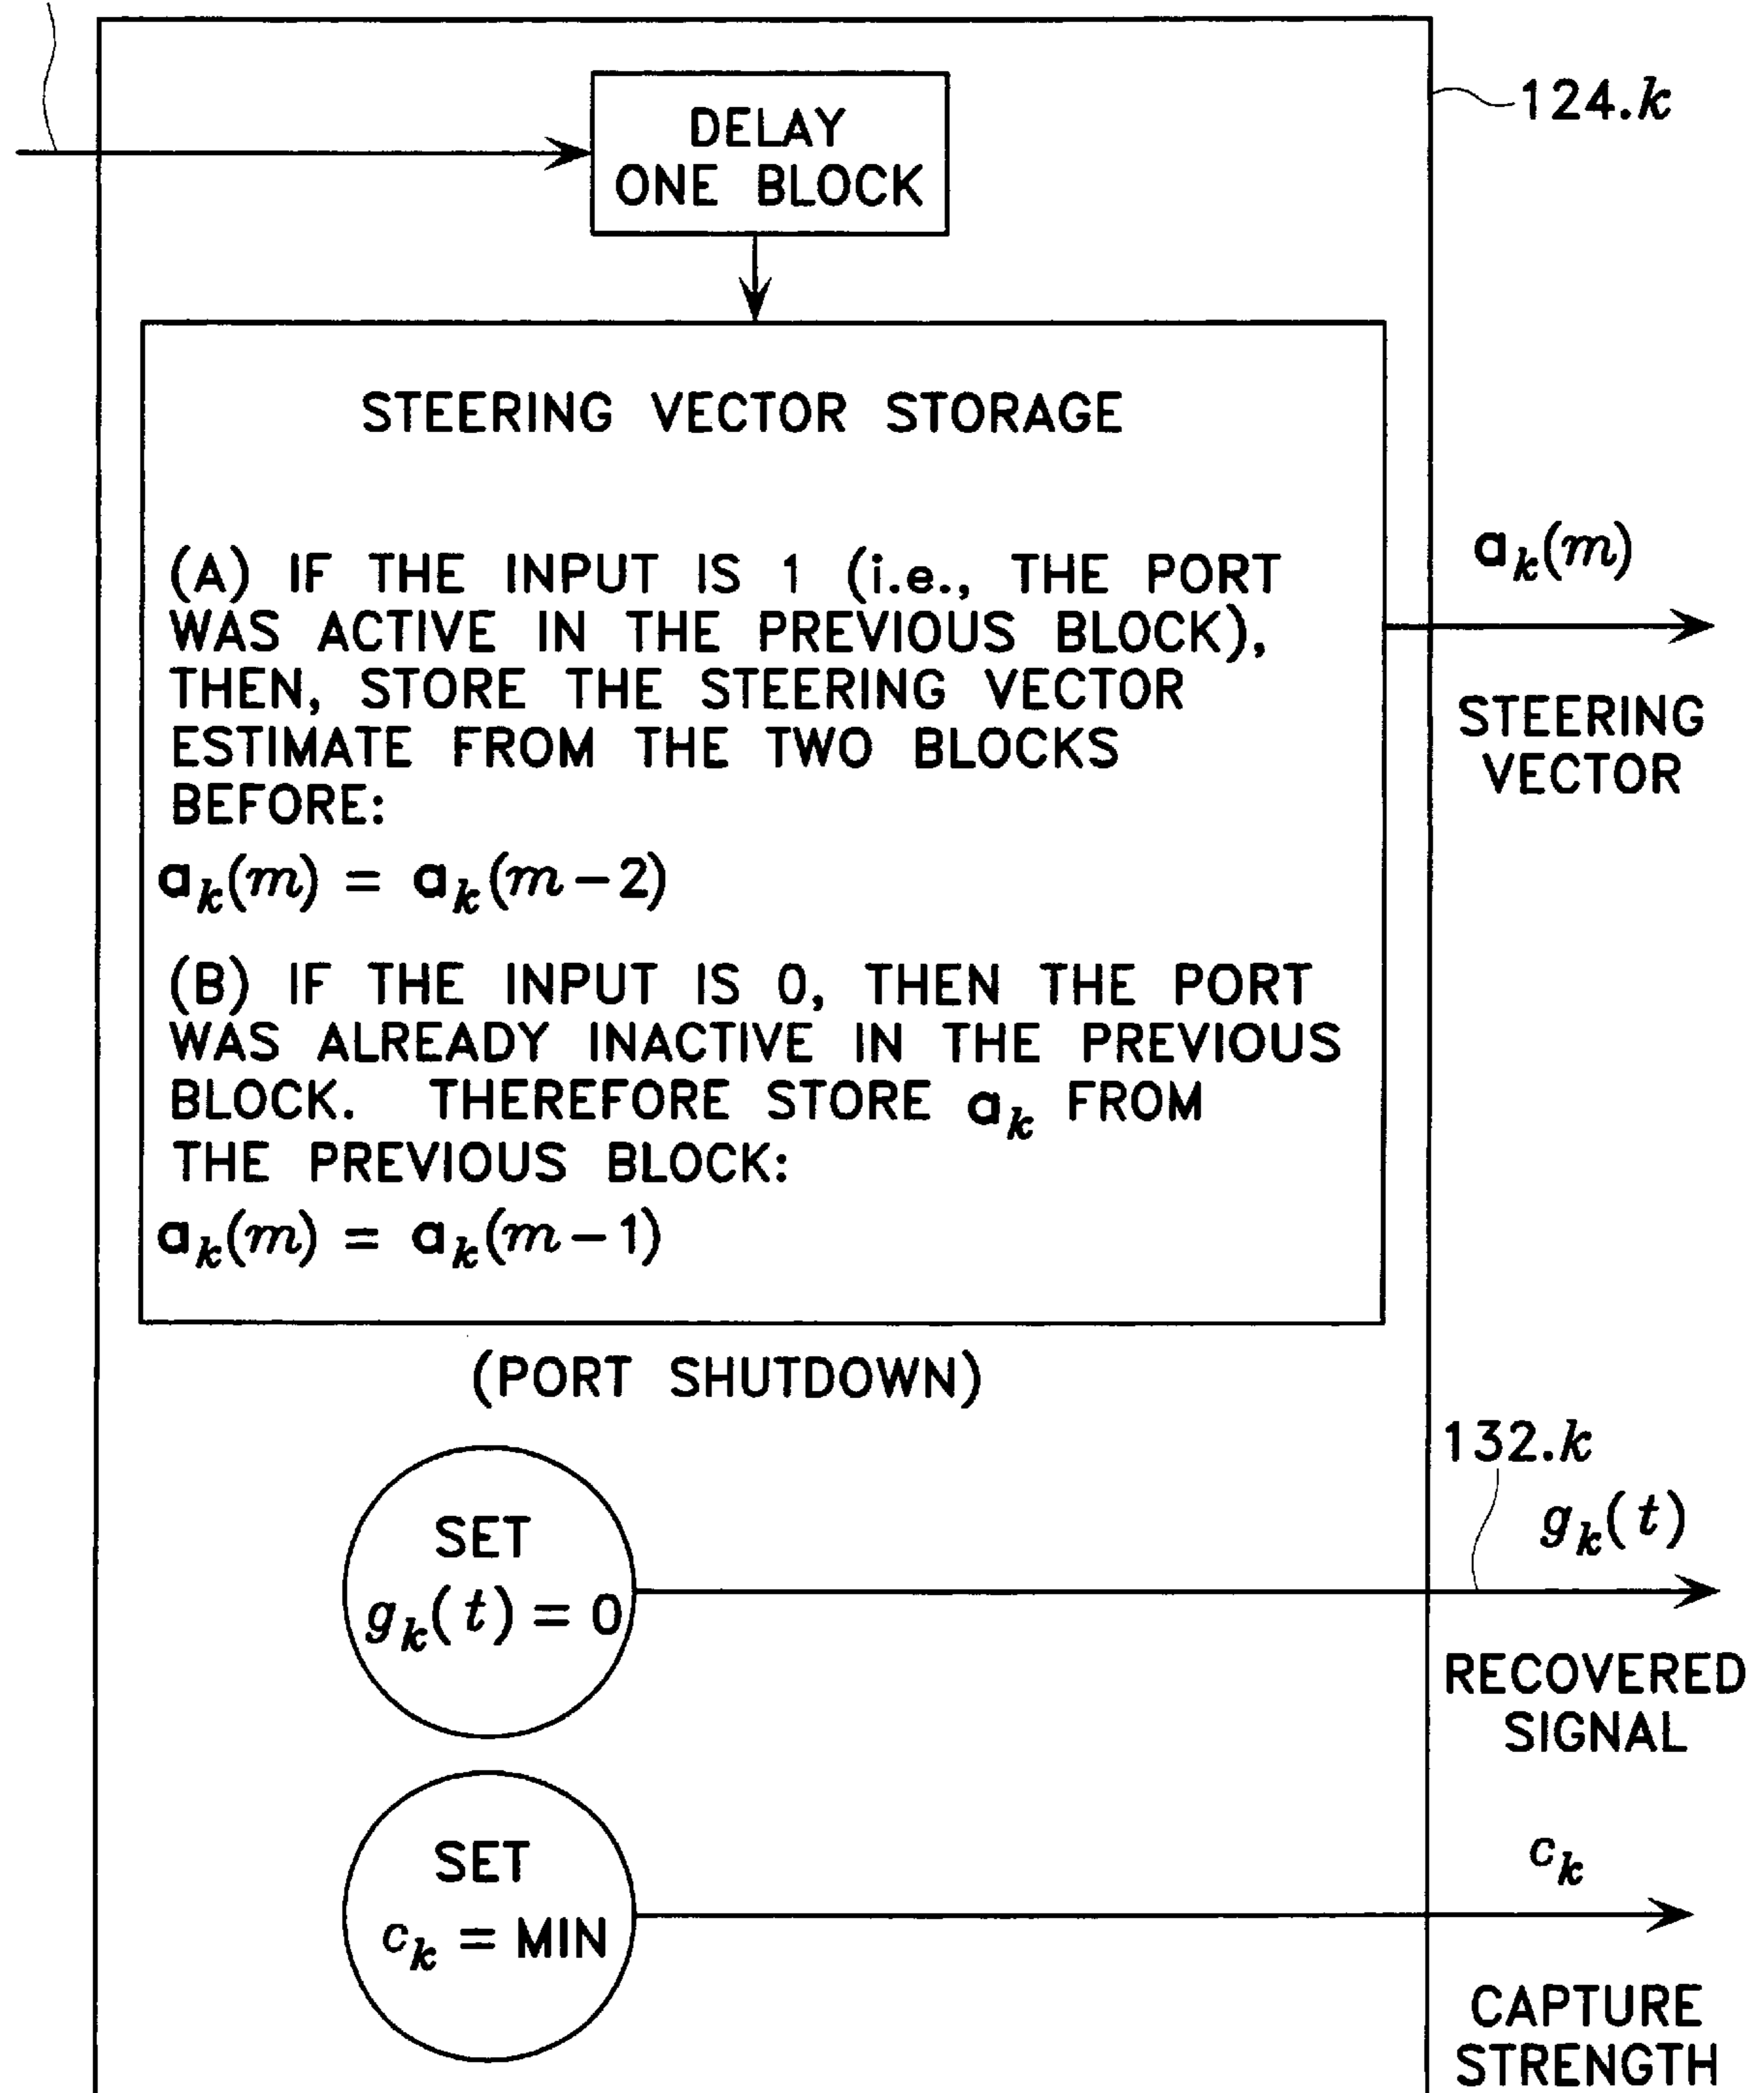 124.k
DELAY
ONE BLOCK
STEERING VECTOR STORAGE
(A) IF THE INPUT IS 1 (i.e., THE PORT
WAS ACTIVE IN THE PREVIOUS BLOCK),
THEN, STORE THE STEERING VECTOR
ESTIMATE FROM THE TWO BLOCKS
BEFORE:
a_k(m) = a_k(m-2)
(B) IF THE INPUT IS 0, THEN THE PORT
WAS ALREADY INACTIVE IN THE PREVIOUS
BLOCK. THEREFORE STORE a_k FROM
THE PREVIOUS BLOCK:
a_k(m) = a_k(m-1)
a_k(m)
STEERING
VECTOR
(PORT SHUTDOWN)
132.k
SET
g_k(t) = 0
g_k(t)
RECOVERED
SIGNAL
SET
c_k = MIN
c_k
CAPTURE
STRENGTH